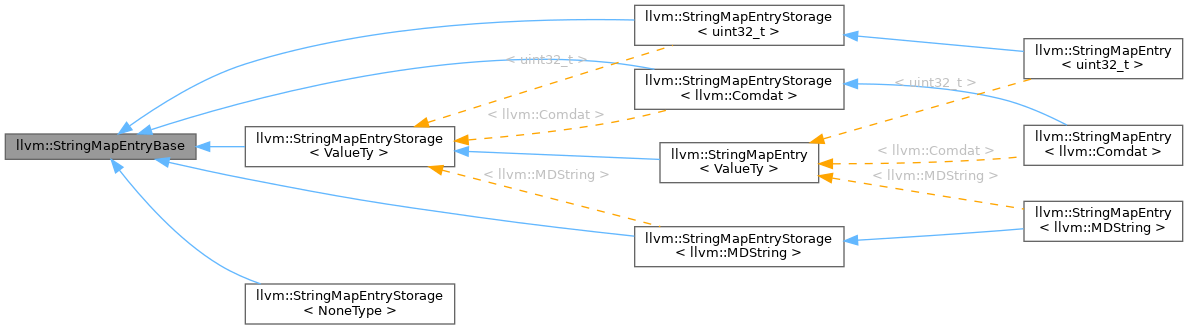 llvm::StringMapEntryBase
llvm::StringMapEntryStorage
< ValueTy >
llvm::StringMapEntryStorage
< NoneType >
< uint32_t >
< llvm::Comdat >
< llvm::MDString >
llvm::StringMapEntryStorage
< uint32_t >
llvm::StringMapEntryStorage
< llvm::Comdat >
llvm::StringMapEntry
< ValueTy >
llvm::StringMapEntryStorage
< llvm::MDString >
< uint32_t >
< llvm::Comdat >
< llvm::MDString >
llvm::StringMapEntry
< uint32_t >
llvm::StringMapEntry
< llvm::Comdat >
llvm::StringMapEntry
< llvm::MDString >